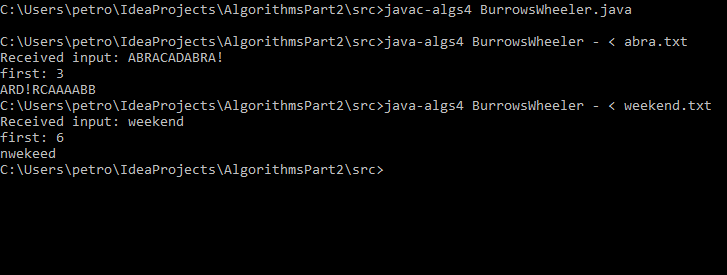 C:\Users\petro\IdeaProjects\AlgorithmsPart2\src>javac-algs4 BurrowsWheeler.java
C:\Users\petro\IdeaProjects\AlgorithmsPart2\src>java-algs4 BurrowsWheeler - < abra.txt
Received input: ABRACADABRA!
first: 3
ARD!RCAAAABB
C:\Users\petro\IdeaProjects\AlgorithmsPart2\src>java-algs4 BurrowsWheeler - < weekend.txt
Received input: weekend
first: 6
nwekeed
C:\Users\petro\IdeaProjects\AlgorithmsPart2\src>